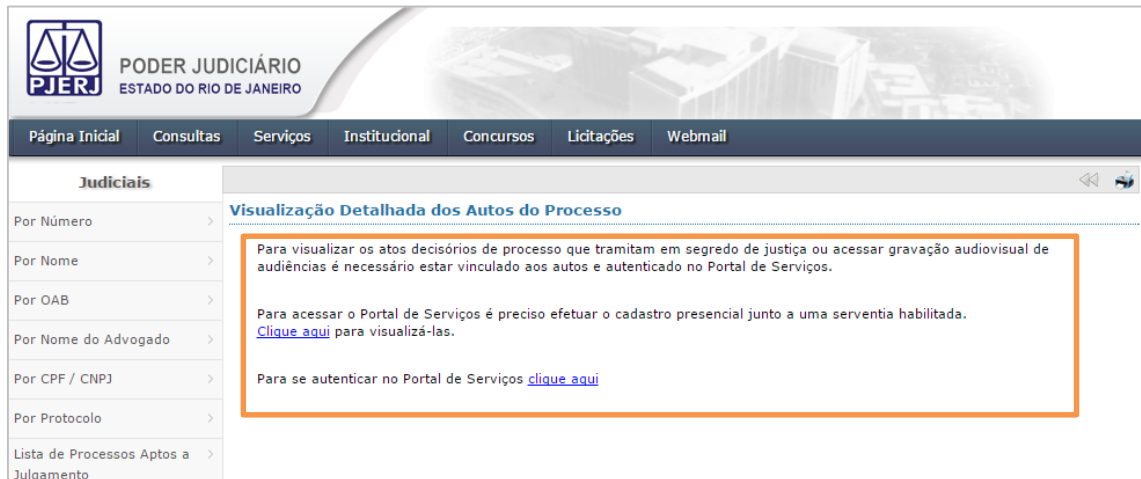 PJERJ
PODER JUDICIÁRIO
ESTADO DO RIO DE JANEIRO
Página Inicial Consultas Serviços Institucional Concursos Licitações Webmail
Judiciais
Por Número
Por Nome
Por OAB
Por Nome do Advogado
Por CPF / CNPJ
Por Protocolo
Lista de Processos Aptos a
Julgamento
Visualização Detalhada dos Autos do Processo
Para visualizar os atos decisórios de processo que tramitam em segredo de justiça ou acessar gravação audiovisual de
audiências é necessário estar vinculado aos autos e autenticado no Portal de Serviços.
Para acessar o Portal de Serviços é preciso efetuar o cadastro presencial junto a uma serventia habilitada.
Clique aqui para visualizá-las.
Para se autenticar no Portal de Serviços clique aqui